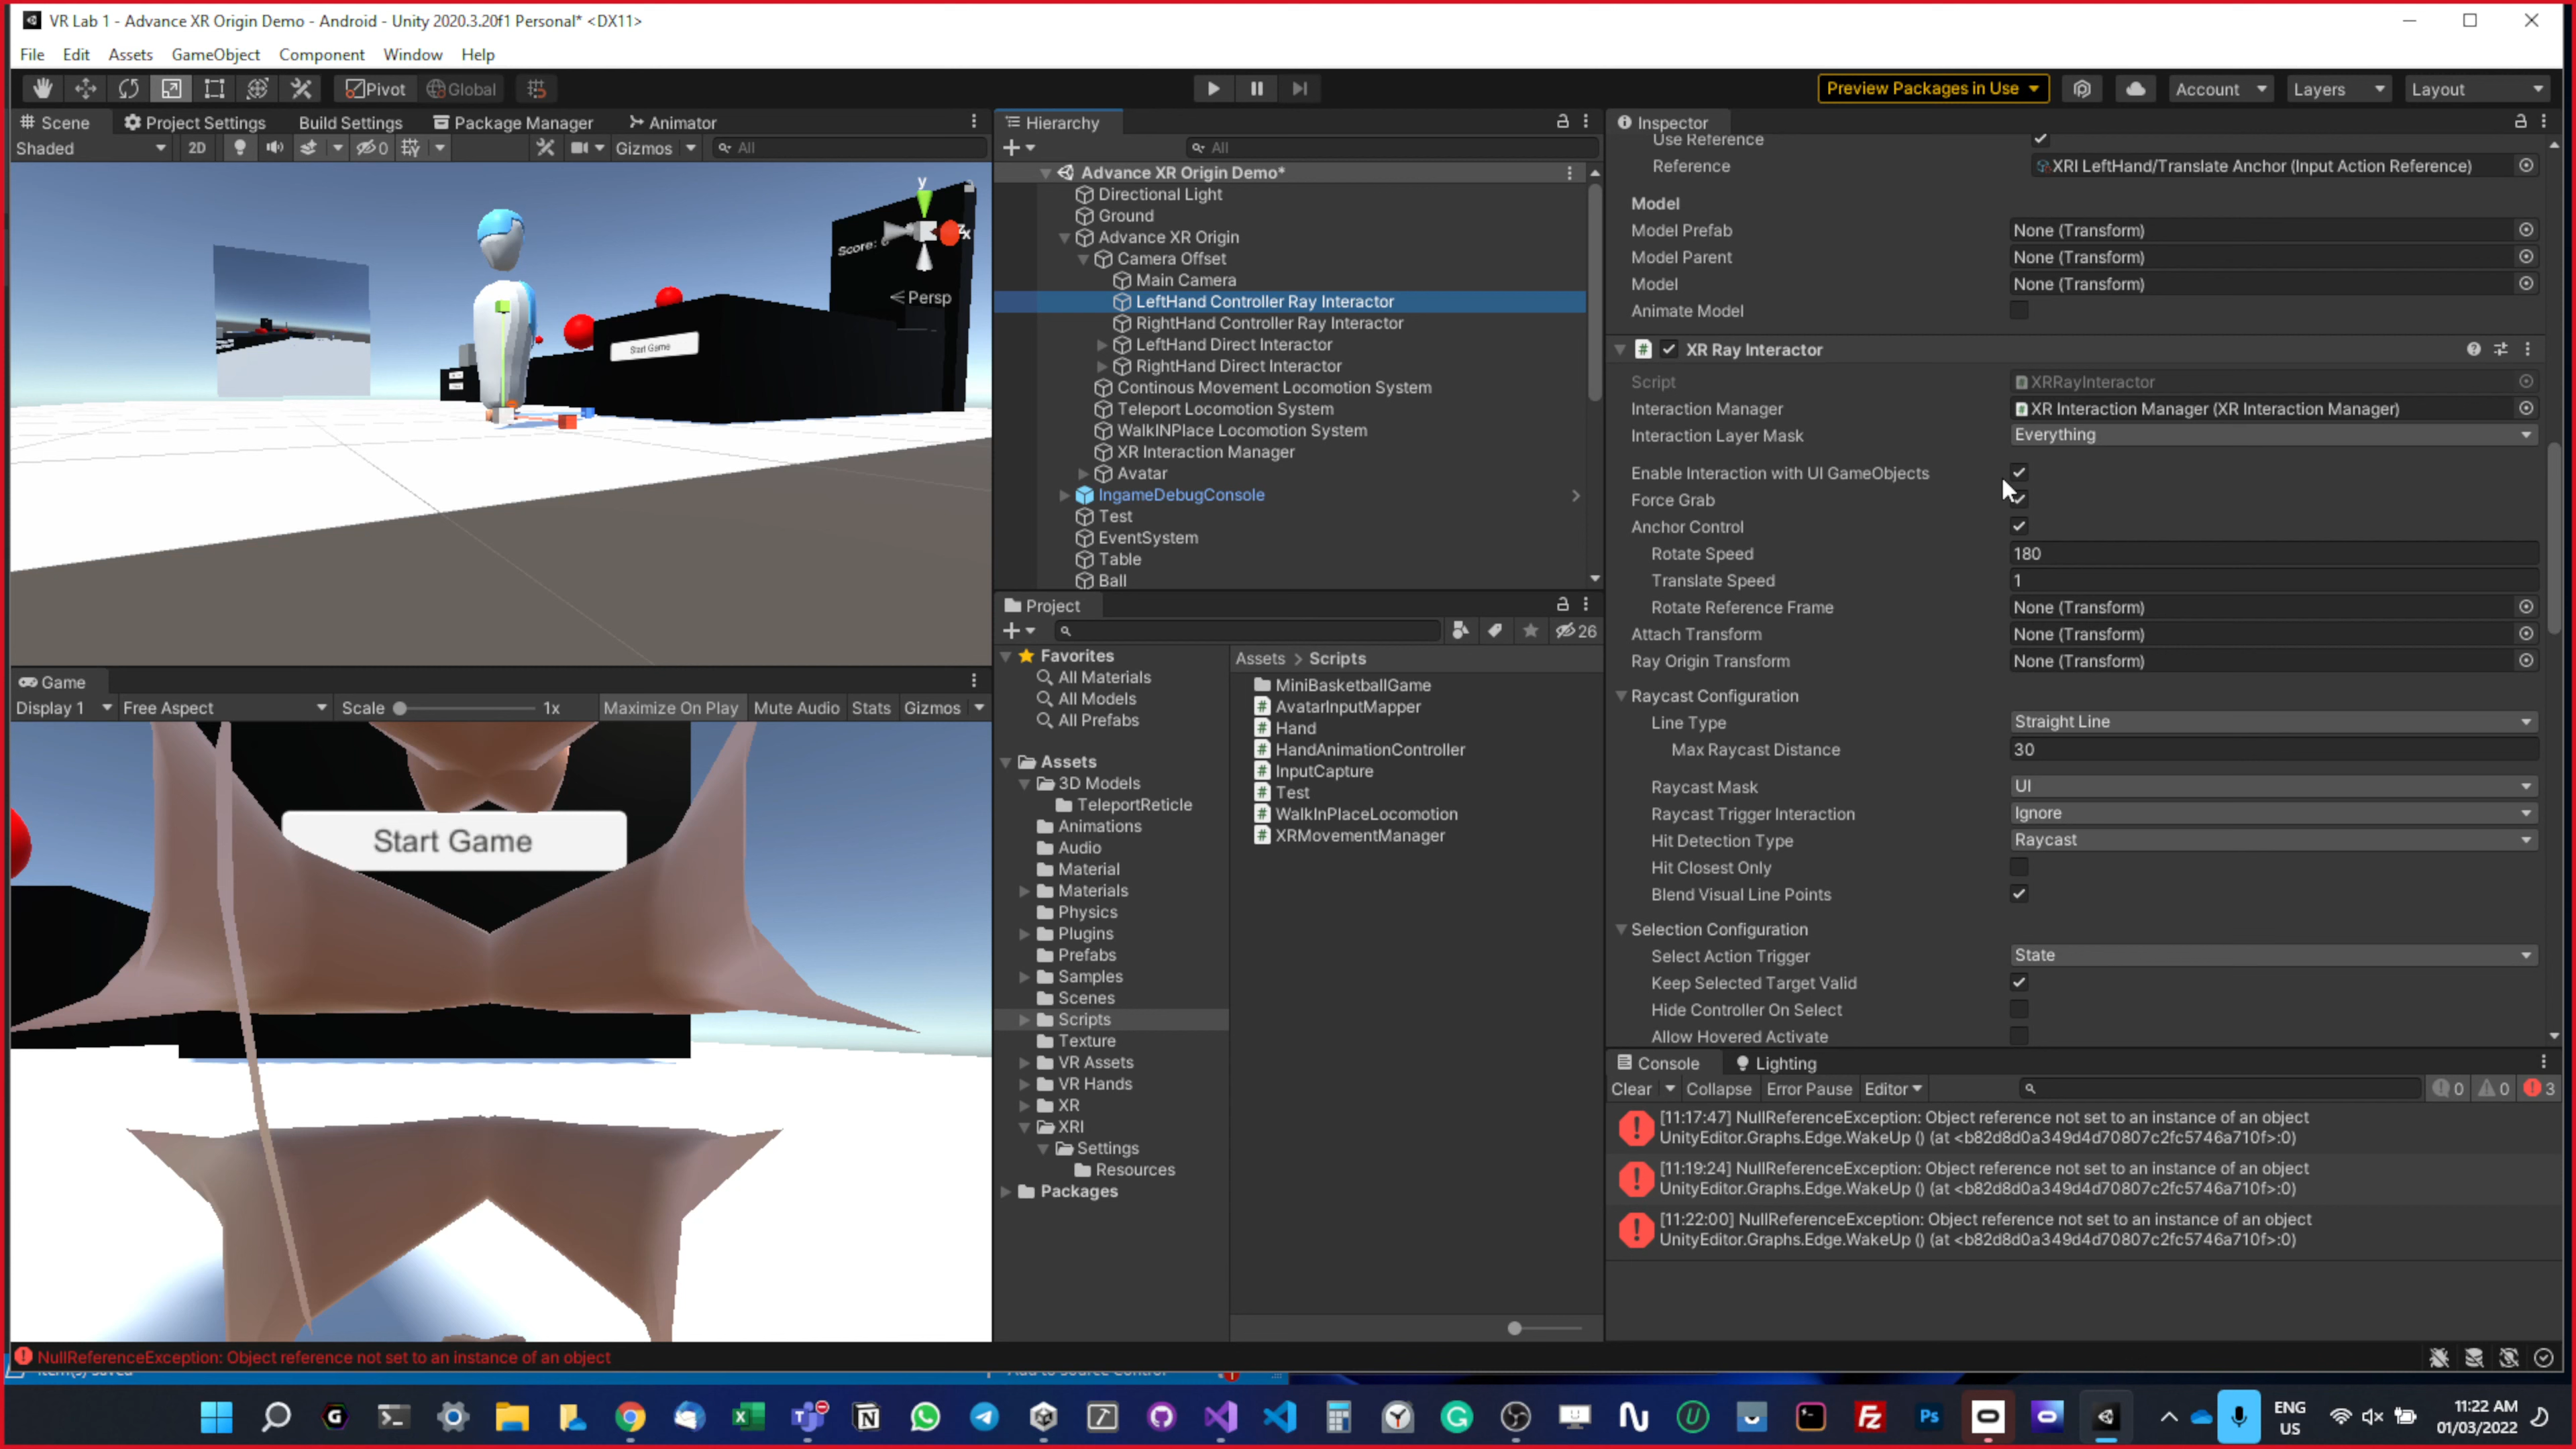 VR Lab 1 - Advance XR Origin Demo - Android - Unity 2020.3.20f1 Personal* <DX11>
File Edit Assets GameObject Component Window Help
Pivot Global
Preview Packages in Use Account Layers Layout
Scene Project Settings Build Settings Package Manager Animator
Shaded 2D 0 Gizmos All
Score:
y
x
Persp
Start Game
Game
Display 1 Free Aspect Scale 1x Maximize On Play Mute Audio Stats Gizmos
Start Game
Hierarchy
All
Advance XR Origin Demo*
Directional Light
Ground
Advance XR Origin
Camera Offset
Main Camera
LeftHand Controller Ray Interactor
RightHand Controller Ray Interactor
LeftHand Direct Interactor
RightHand Direct Interactor
Continous Movement Locomotion System
Teleport Locomotion System
WalkINPlace Locomotion System
XR Interaction Manager
Avatar
IngameDebugConsole
Test
EventSystem
Table
Ball
Project
26
Favorites
All Materials
All Models
All Prefabs
Assets
3D Models
TeleportReticle
Animations
Audio
Material
Materials
Physics
Plugins
Prefabs
Samples
Scenes
Scripts
Texture
VR Assets
VR Hands
XR
XRI
Settings
Resources
Packages
Assets > Scripts
MiniBasketballGame
AvatarInputMapper
Hand
HandAnimationController
InputCapture
Test
WalkInPlaceLocomotion
XRMovementManager
Inspector
Use Reference
Reference XRI LeftHand/Translate Anchor (Input Action Reference)
Model
Model Prefab None (Transform)
Model Parent None (Transform)
Model None (Transform)
Animate Model
XR Ray Interactor
Script XRRayInteractor
Interaction Manager XR Interaction Manager (XR Interaction Manager)
Interaction Layer Mask Everything
Enable Interaction with UI GameObjects
Force Grab
Anchor Control
Rotate Speed 180
Translate Speed 1
Rotate Reference Frame None (Transform)
Attach Transform None (Transform)
Ray Origin Transform None (Transform)
Raycast Configuration
Line Type Straight Line
Max Raycast Distance 30
Raycast Mask UI
Raycast Trigger Interaction Ignore
Hit Detection Type Raycast
Hit Closest Only
Blend Visual Line Points
Selection Configuration
Select Action Trigger State
Keep Selected Target Valid
Hide Controller On Select
Allow Hovered Activate
Console Lighting
Clear Collapse Error Pause Editor 0 0 3
[11:17:47] NullReferenceException: Object reference not set to an instance of an object
UnityEditor.Graphs.Edge.WakeUp () (at <b82d8d0a349d4d70807c2fc5746a710f>:0)
[11:19:24] NullReferenceException: Object reference not set to an instance of an object
UnityEditor.Graphs.Edge.WakeUp () (at <b82d8d0a349d4d70807c2fc5746a710f>:0)
[11:22:00] NullReferenceException: Object reference not set to an instance of an object
UnityEditor.Graphs.Edge.WakeUp () (at <b82d8d0a349d4d70807c2fc5746a710f>:0)
NullReferenceException: Object reference not set to an instance of an object
ENG
US
11:22 AM
01/03/2022